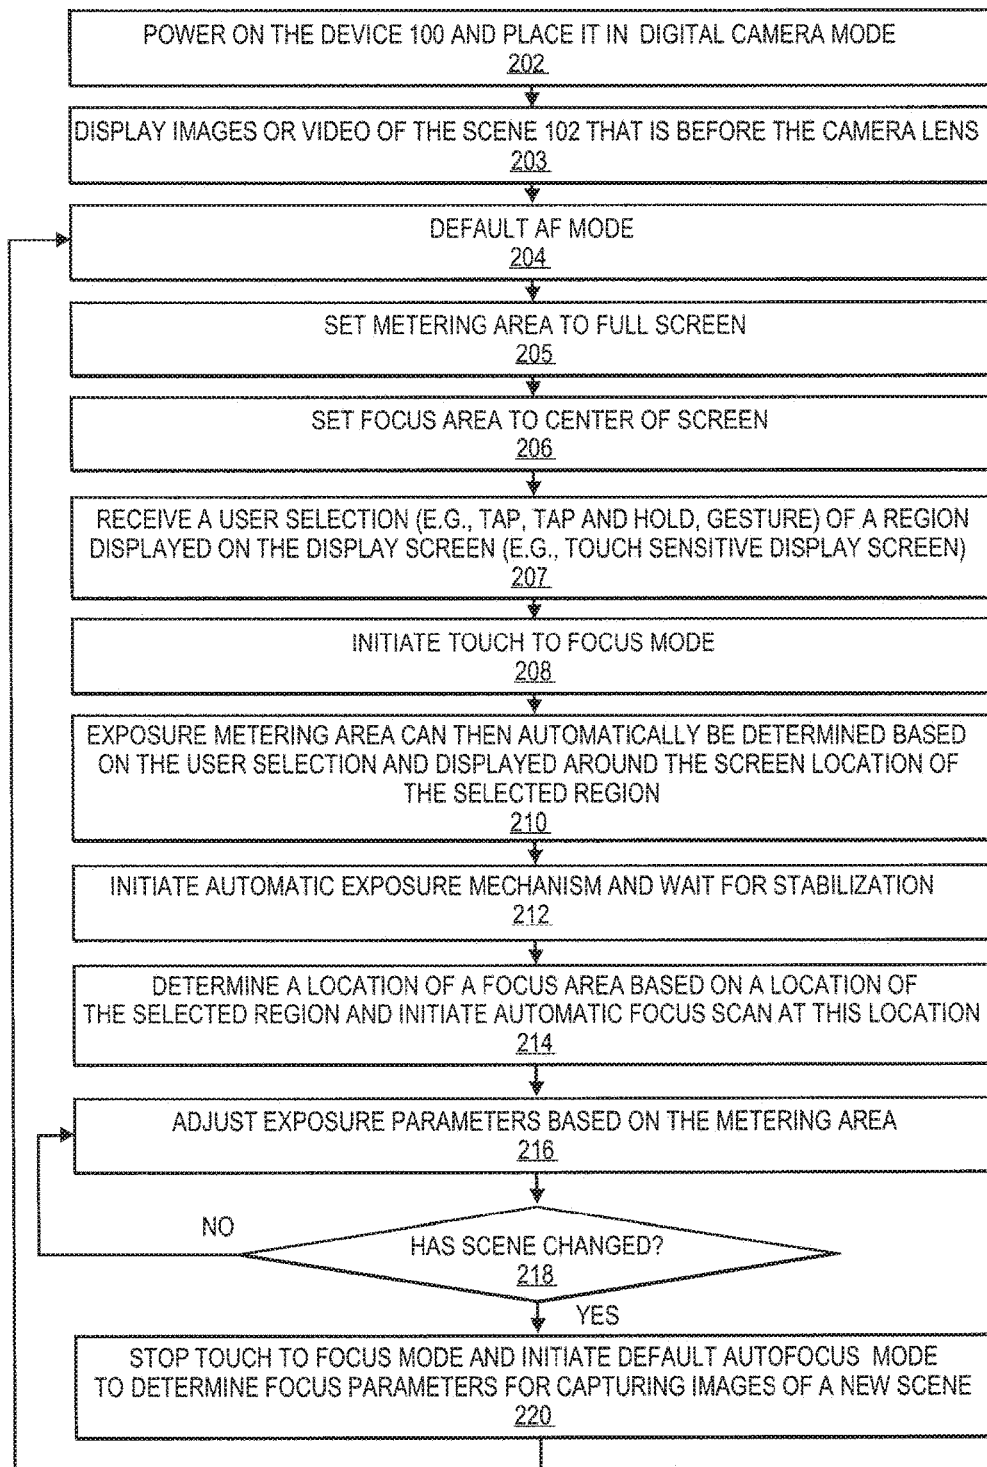 POWER ON THE DEVICE 100 AND PLACE IT IN DIGITAL CAMERA MODE
202
DISPLAY IMAGES OR VIDEO OF THE SCENE 102 THAT IS BEFORE THE CAMERA LENS
203
DEFAULT AF MODE
204
SET METERING AREA TO FULL SCREEN
205
SET FOCUS AREA TO CENTER OF SCREEN
206
RECEIVE A USER SELECTION (E.G., TAP, TAP AND HOLD, GESTURE) OF A REGION
DISPLAYED ON THE DISPLAY SCREEN (E.G., TOUCH SENSITIVE DISPLAY SCREEN)
207
INITIATE TOUCH TO FOCUS MODE
208
EXPOSURE METERING AREA CAN THEN AUTOMATICALLY BE DETERMINED BASED
ON THE USER SELECTION AND DISPLAYED AROUND THE SCREEN LOCATION OF
THE SELECTED REGION
210
INITIATE AUTOMATIC EXPOSURE MECHANISM AND WAIT FOR STABILIZATION
212
DETERMINE A LOCATION OF A FOCUS AREA BASED ON A LOCATION OF
THE SELECTED REGION AND INITIATE AUTOMATIC FOCUS SCAN AT THIS LOCATION
214
ADJUST EXPOSURE PARAMETERS BASED ON THE METERING AREA
216
NO
HAS SCENE CHANGED?
218
YES
STOP TOUCH TO FOCUS MODE AND INITIATE DEFAULT AUTOFOCUS MODE
TO DETERMINE FOCUS PARAMETERS FOR CAPTURING IMAGES OF A NEW SCENE
220